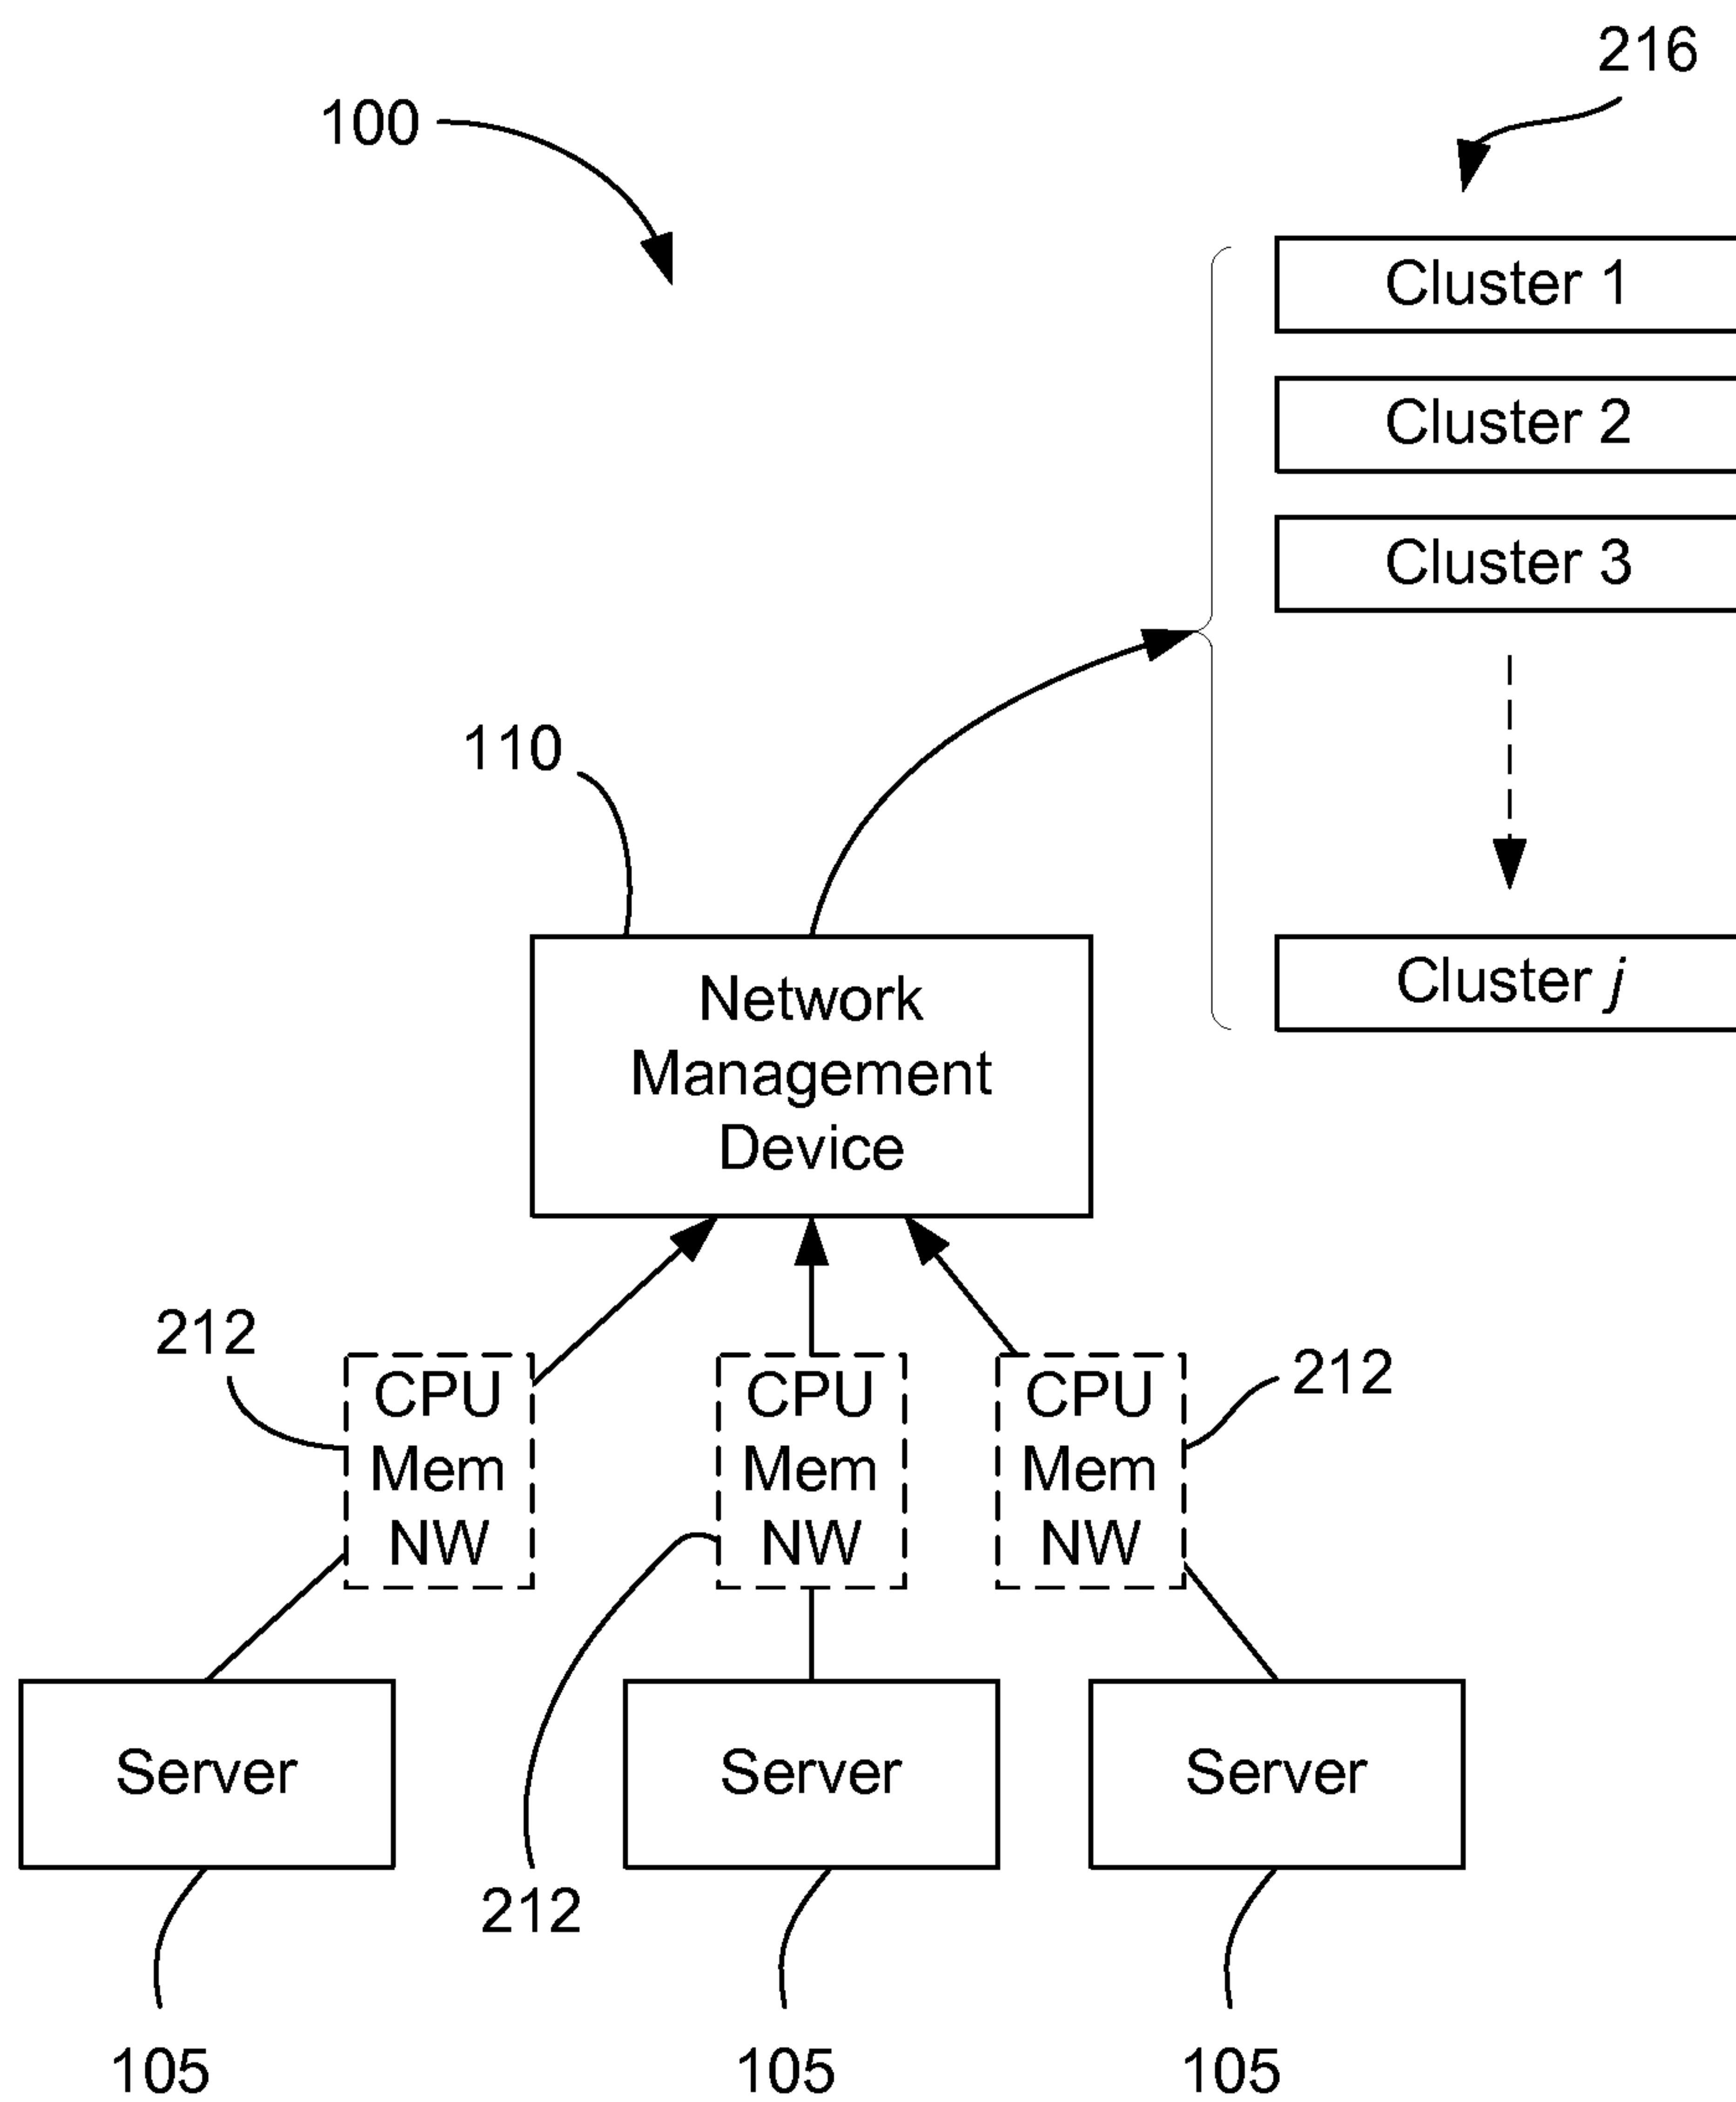 216
100
Cluster 1
Cluster 2
Cluster 3
110
Cluster j
Network
Management
Device
212
212
CPU
Mem
NW
CPU
Mem
NW
CPU
Mem
NW
Server
Server
Server
212
105
105
105